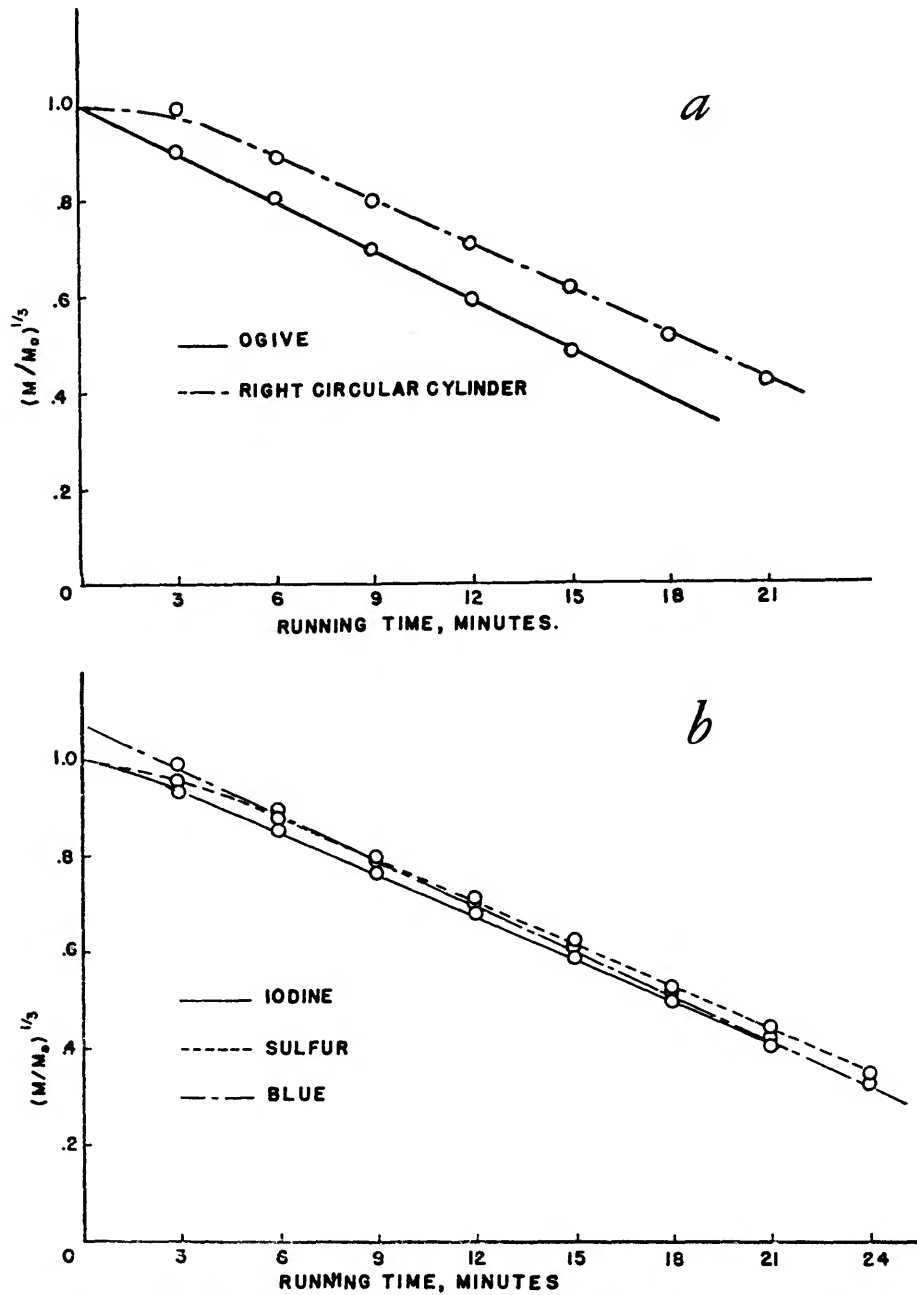 a
1.0
.8
.6
.4
.2
0
(M/M₀)^1/3
OGIVE
RIGHT CIRCULAR CYLINDER
3 6 9 12 15 18 21
RUNNING TIME, MINUTES.
b
1.0
.8
.6
.4
.2
0
(M/M₀)^1/3
IODINE
SULFUR
BLUE
3 6 9 12 15 18 21 24
RUNNING TIME, MINUTES